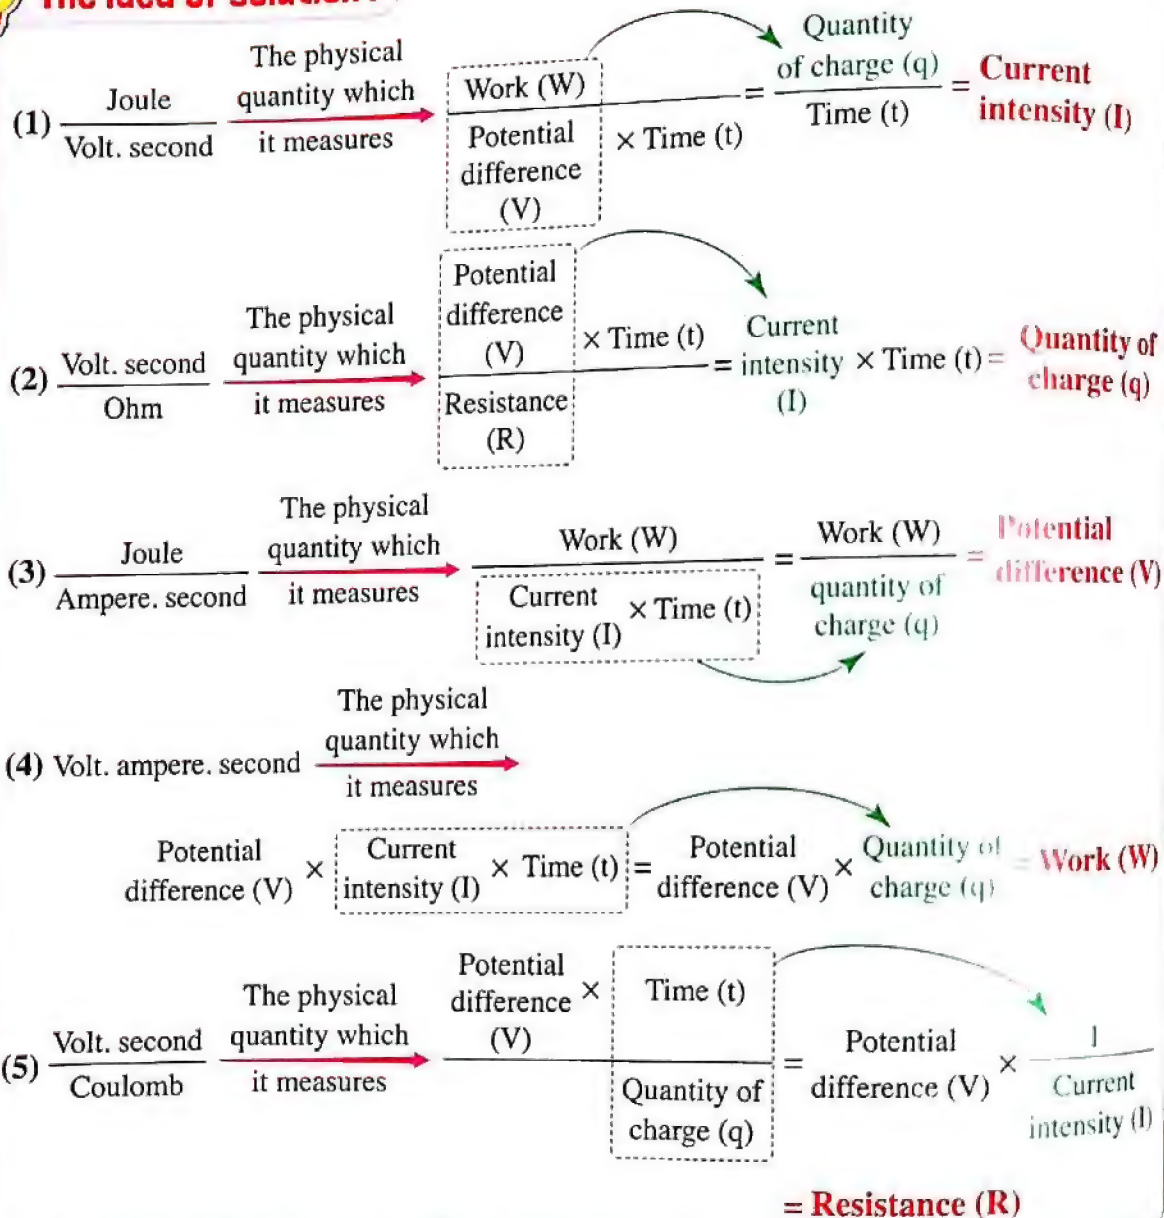 The idea of solution
The physical
quantity which
it measures
(1) Joule / Volt. second
Work (W) / Potential difference (V) × Time (t) = Quantity of charge (q) / Time (t) = Current intensity (I)
The physical
quantity which
it measures
(2) Volt. second / Ohm
Potential difference (V) × Time (t) / Resistance (R) = Current intensity (I) × Time (t) = Quantity of charge (q)
The physical
quantity which
it measures
(3) Joule / Ampere. second
Work (W) / Current intensity (I) × Time (t) = Work (W) / quantity of charge (q) = Potential difference (V)
The physical
quantity which
(4) Volt. ampere. second
it measures
Potential difference (V) × Current intensity (I) × Time (t) = Potential difference (V) × Quantity of charge (q) = Work (W)
The physical
quantity which
it measures
(5) Volt. second / Coulomb
Potential difference (V) × Time (t) / Quantity of charge (q) = Potential difference (V) × 1 / Current intensity (I)
= Resistance (R)